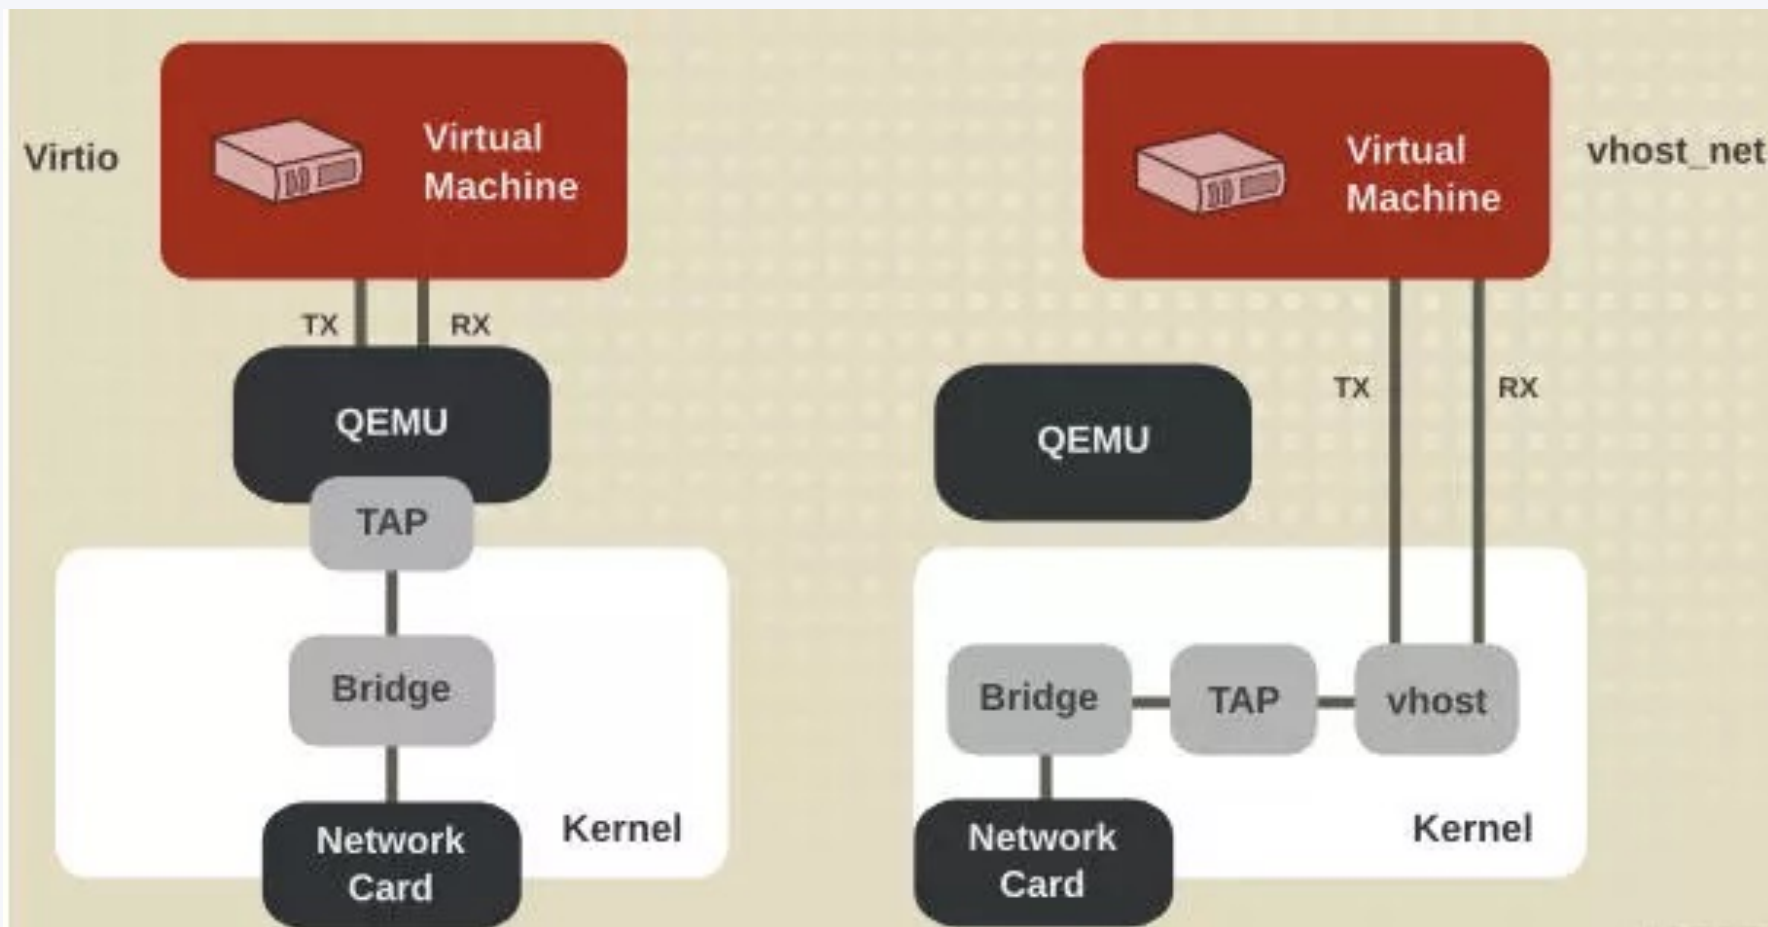 Virtio
Virtual
Machine
TX
RX
QEMU
TAP
Bridge
Network
Card
Kernel
Virtual
Machine
vhost_net
TX
RX
QEMU
Bridge
TAP
vhost
Network
Card
Kernel